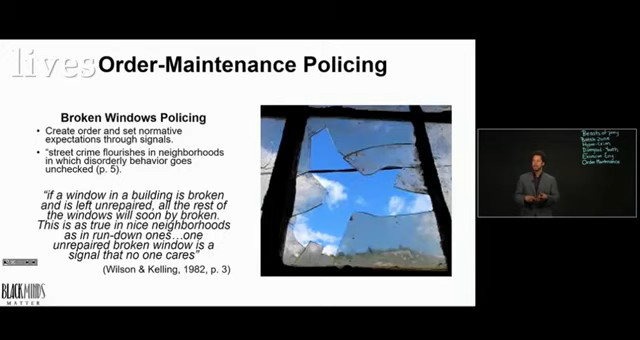 lives Order-Maintenance Policing
Broken Windows Policing
• Create order and set normative
expectations through signals.
• "street crime flourishes in neighborhoods
in which disorderly behavior goes
unchecked (p. 5).
"if a window in a building is broken
and is left unrepaired, all the rest of
the windows will soon by broken.
This is as true in nice neighborhoods
as in run-down ones…one
unrepaired broken window is a
signal that no one cares"
(Wilson & Kelling, 1982, p. 3)
BLACK MINDS
MATTER
Order Maintenance